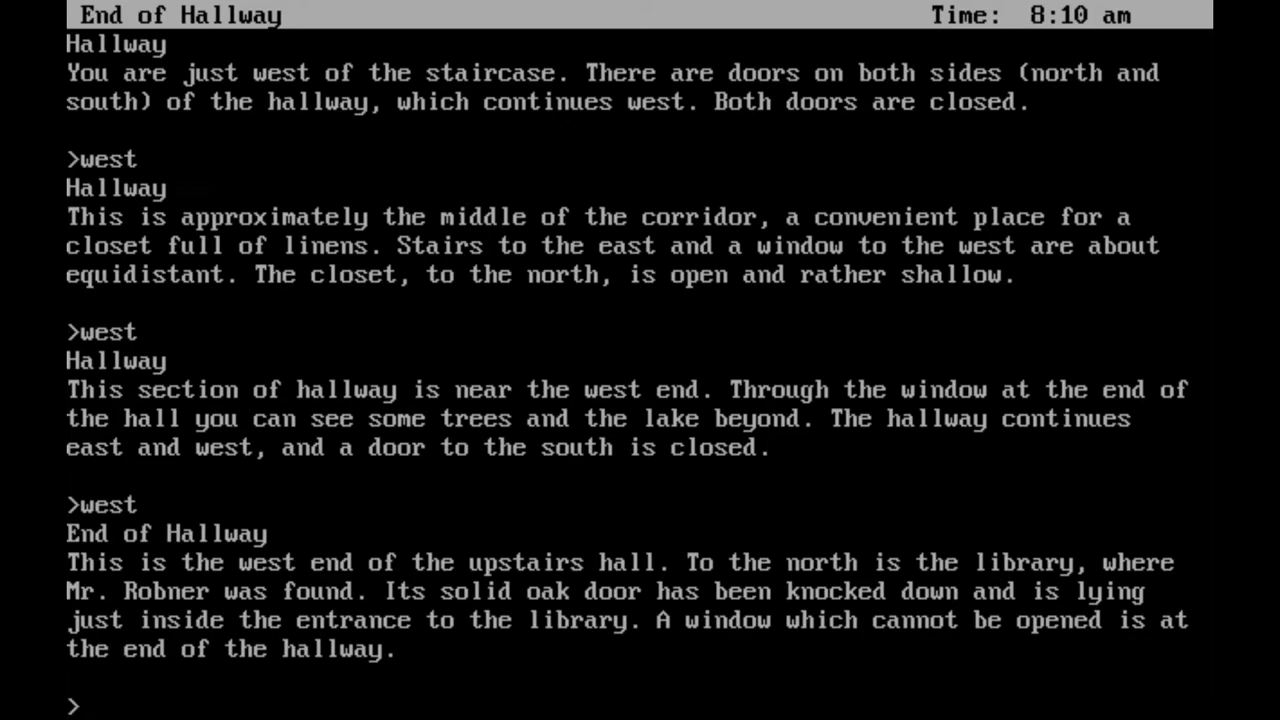 End of Hallway Time: 8:10 am
Hallway
You are just west of the staircase. There are doors on both sides (north and
south) of the hallway, which continues west. Both doors are closed.
>west
Hallway
This is approximately the middle of the corridor, a convenient place for a
closet full of linens. Stairs to the east and a window to the west are about
equidistant. The closet, to the north, is open and rather shallow.
>west
Hallway
This section of hallway is near the west end. Through the window at the end of
the hall you can see some trees and the lake beyond. The hallway continues
east and west, and a door to the south is closed.
>west
End of Hallway
This is the west end of the upstairs hall. To the north is the library, where
Mr. Robner was found. Its solid oak door has been knocked down and is lying
just inside the entrance to the library. A window which cannot be opened is at
the end of the hallway.
>